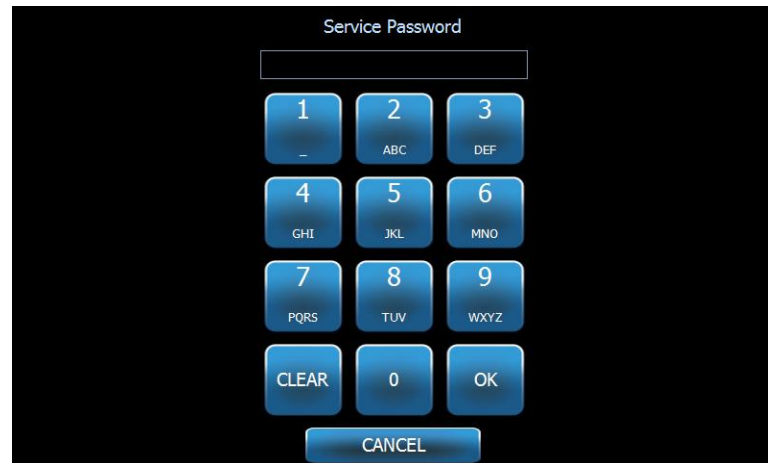 Service Password
1 2 3
_ ABC DEF
4 5 6
GHI JKL MNO
7 8 9
PQRS TUV WXYZ
CLEAR 0 OK
CANCEL